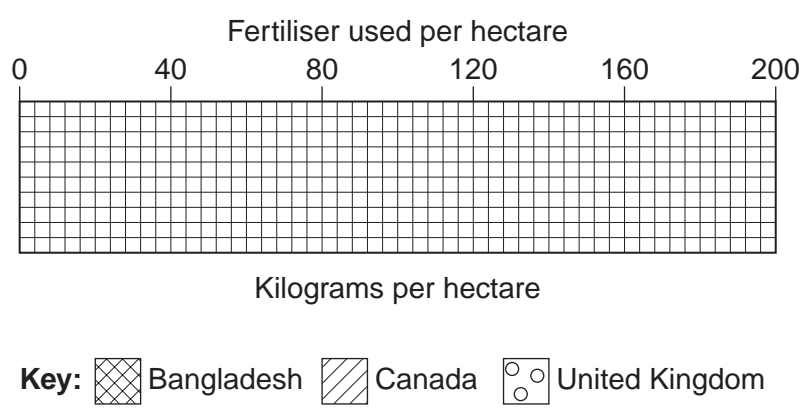 Fertiliser used per hectare
0 40 80 120 160 200
Kilograms per hectare
Key: Bangladesh Canada United Kingdom